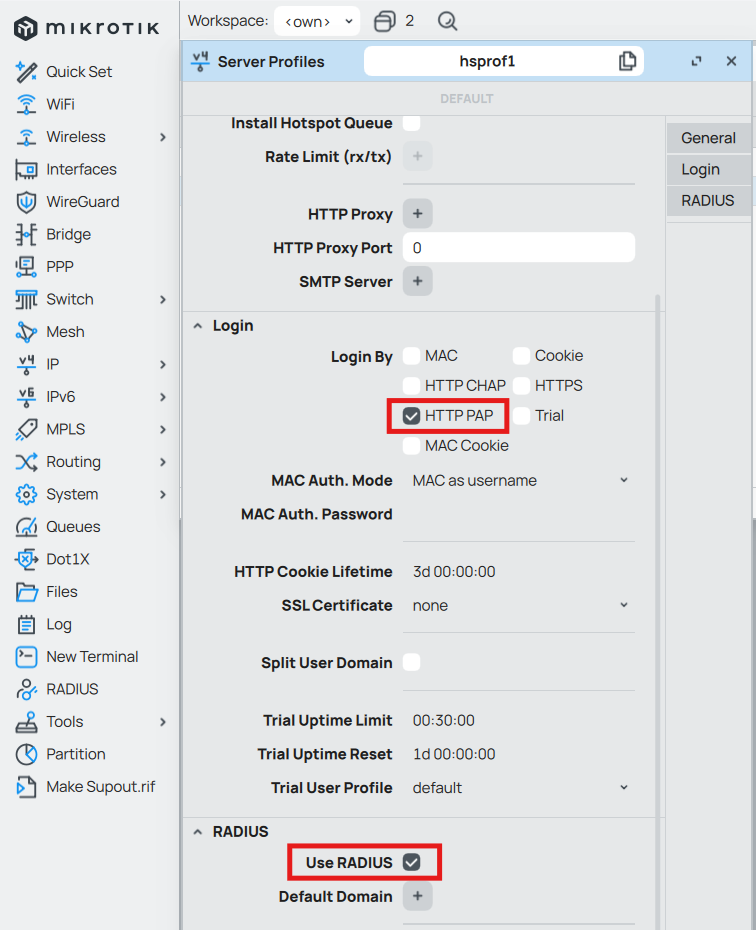 mikrotik
Workspace: <own> 2
Quick Set
WiFi
Wireless
Interfaces
WireGuard
Bridge
PPP
Switch
Mesh
IP
IPv6
MPLS
Routing
System
Queues
Dot1X
Files
Log
New Terminal
RADIUS
Tools
Partition
Make Supout.rif
v4 Server Profiles hsprof1
DEFAULT
Install Hotspot Queue
Rate Limit (rx/tx) +
HTTP Proxy +
HTTP Proxy Port 0
SMTP Server +
Login
Login By MAC Cookie
HTTP CHAP HTTPS
HTTP PAP Trial
MAC Cookie
MAC Auth. Mode MAC as username
MAC Auth. Password
HTTP Cookie Lifetime 3d 00:00:00
SSL Certificate none
Split User Domain
Trial Uptime Limit 00:30:00
Trial Uptime Reset 1d 00:00:00
Trial User Profile default
RADIUS
Use RADIUS
Default Domain +
General
Login
RADIUS